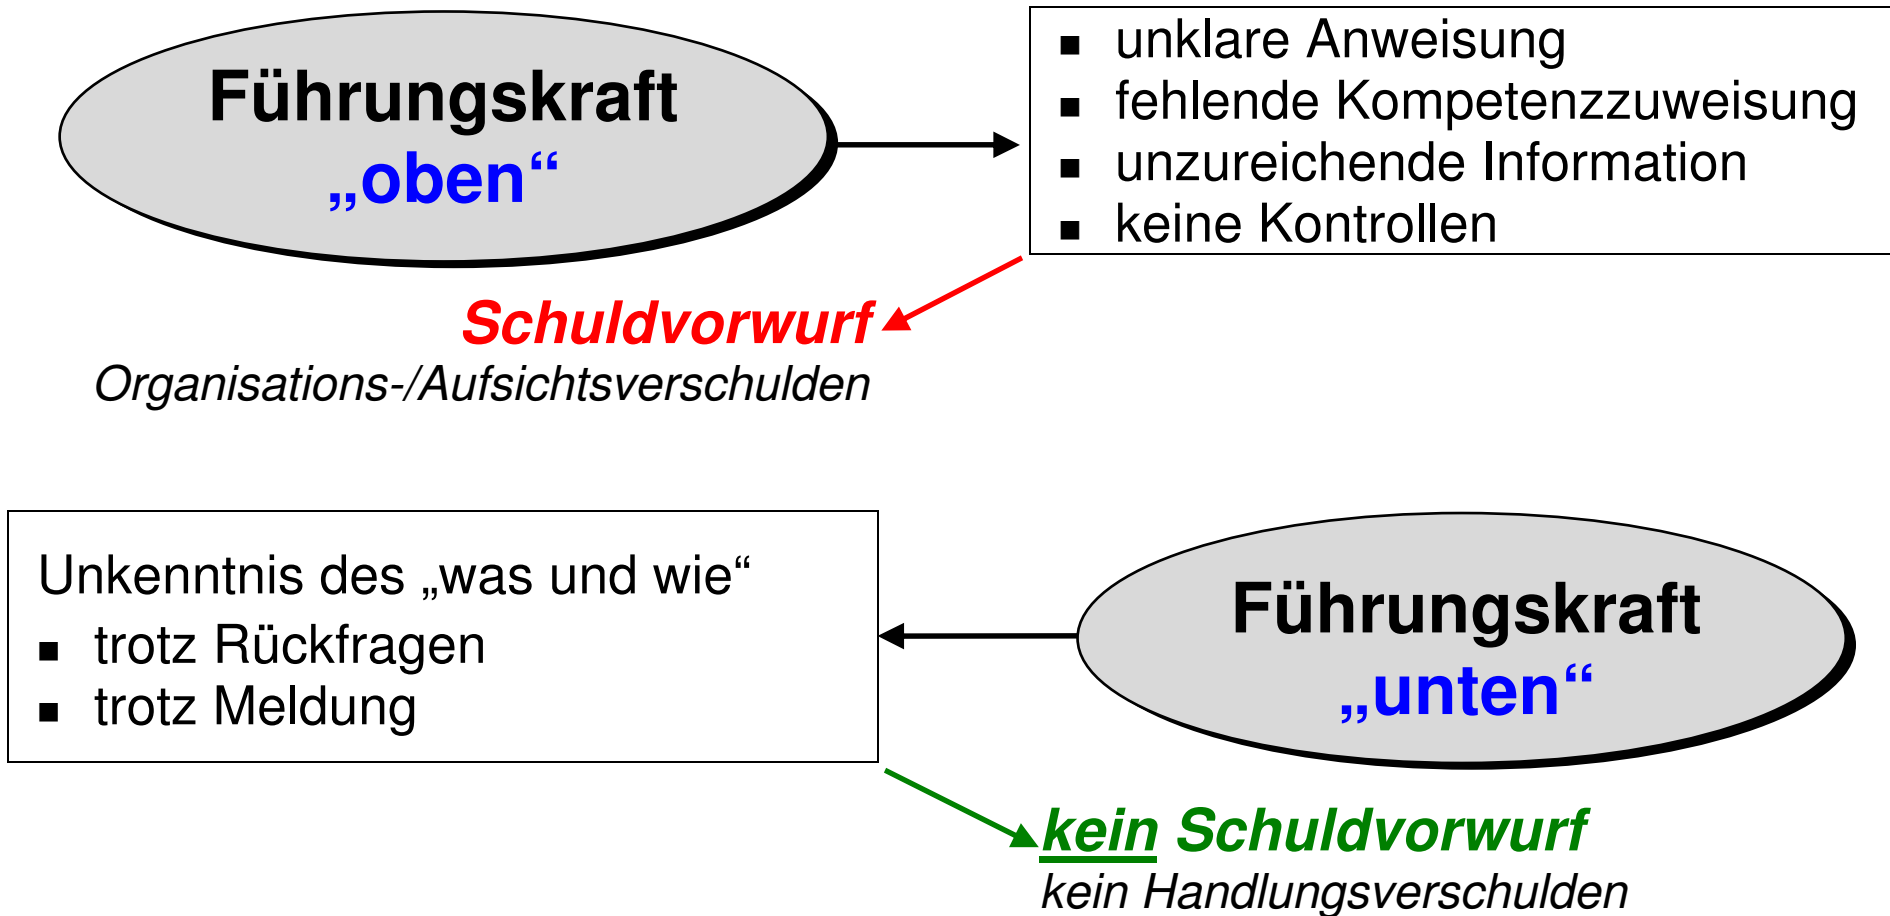 Führungskraft
„oben“
■ unklare Anweisung
■ fehlende Kompetenzzuweisung
■ unzureichende Information
■ keine Kontrollen
Schuldvorwurf
Organisations-/Aufsichtsverschulden
Unkenntnis des „was und wie“
■ trotz Rückfragen
■ trotz Meldung
Führungskraft
„unten“
kein Schuldvorwurf
kein Handlungsverschulden